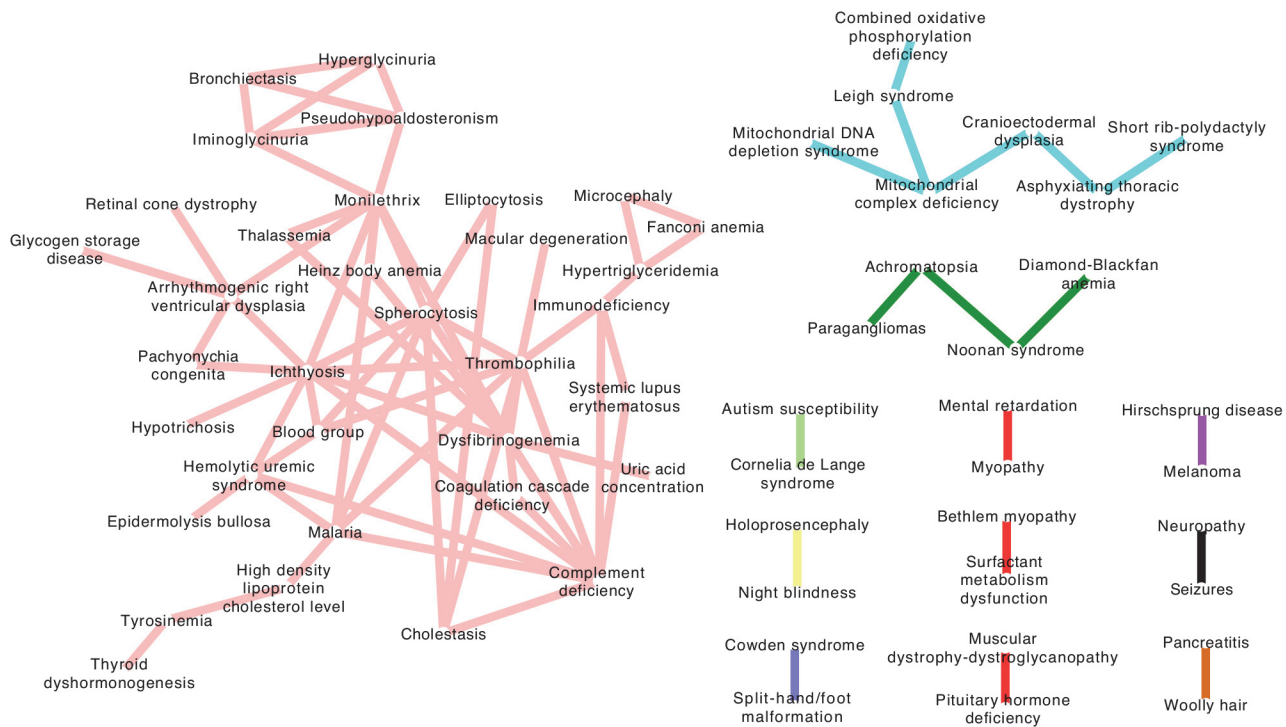 Hyperglycinuria
Bronchiectasis
Pseudohypoaldosteronism
Iminoglycinuria
Retinal cone dystrophy
Monilethrix
Elliptocytosis
Microcephaly
Glycogen storage
disease
Thalassemia
Macular degeneration
Fanconi anemia
Heinz body anemia
Hypertriglyceridemia
Arrhythmogenic right
ventricular dysplasia
Spherocytosis
Immunodeficiency
Pachyonychia
congenita
Ichthyosis
Thrombophilia
Systemic lupus
erythematosus
Hypotrichosis
Blood group
Dysfibrinogenemia
Hemolytic uremic
syndrome
Coagulation cascade
deficiency
Uric acid
concentration
Epidermolysis bullosa
Malaria
High density
lipoprotein
cholesterol level
Complement
deficiency
Tyrosinemia
Cholestasis
Thyroid
dyshormonogenesis
Combined oxidative
phosphorylation
deficiency
Leigh syndrome
Mitochondrial DNA
depletion syndrome
Cranioectodermal
dysplasia
Short rib-polydactyly
syndrome
Mitochondrial
complex deficiency
Asphyxiating thoracic
dystrophy
Achromatopsia
Diamond-Blackfan
anemia
Paragangliomas
Noonan syndrome
Autism susceptibility
Cornelia de Lange
syndrome
Mental retardation
Myopathy
Hirschsprung disease
Melanoma
Holoprosencephaly
Night blindness
Bethlem myopathy
Surfactant
metabolism
dysfunction
Neuropathy
Seizures
Cowden syndrome
Split-hand/foot
malformation
Muscular
dystrophy-dystroglycanopathy
Pituitary hormone
deficiency
Pancreatitis
Woolly hair